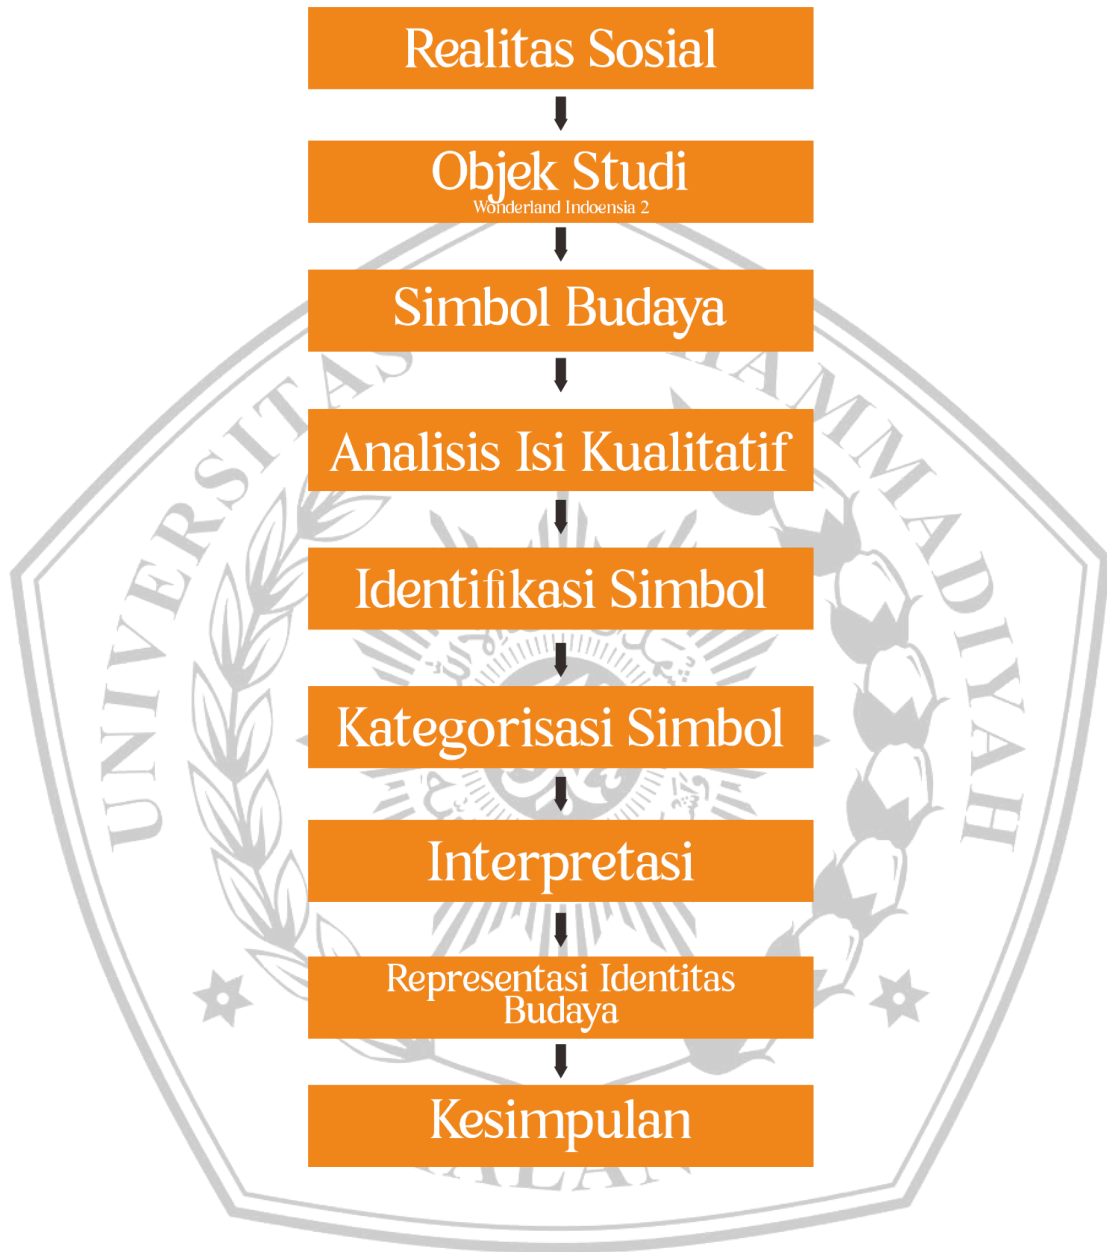 Realitas Sosial
Objek Studi
Wonderland Indoensia 2
Simbol Budaya
Analisis Isi Kualitatif
Identifikasi Simbol
Kategorisasi Simbol
Interpretasi
Representasi Identitas
Budaya
Kesimpulan
UNIVERSITAS